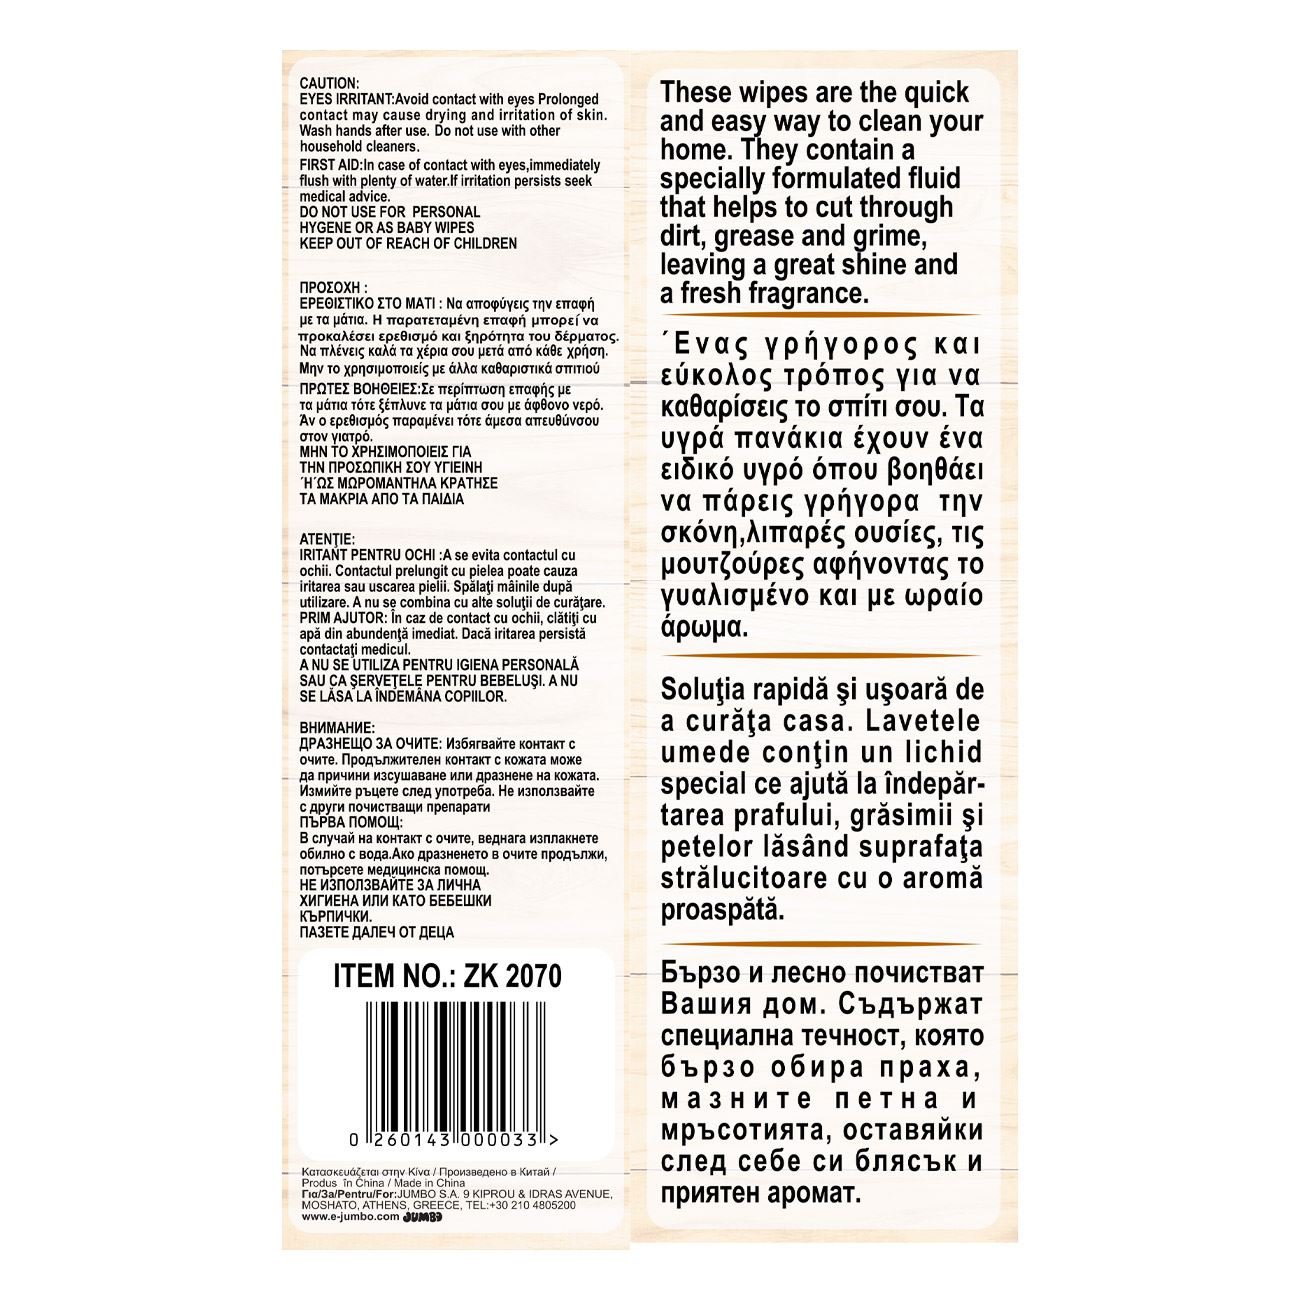 CAUTION:
EYES IRRITANT:Avoid contact with eyes Prolonged
contact may cause drying and irritation of skin.
Wash hands after use. Do not use with other
household cleaners.
FIRST AID:In case of contact with eyes,immediately
flush with plenty of water.If irritation persists seek
medical advice.
DO NOT USE FOR PERSONAL
HYGENE OR AS BABY WIPES
KEEP OUT OF REACH OF CHILDREN
ΠΡΟΣΟΧΗ :
ΕΡΕΘΙΣΤΙΚΟ ΣΤΟ ΜΑΤΙ : Να αποφύγεις την επαφή
με τα μάτια. Η παρατεταμένη επαφή μπορεί να
προκαλέσει ερεθισμό και ξηρότητα του δέρματος.
Να πλένεις καλά τα χέρια σου μετά από κάθε χρήση.
Μην το χρησιμοποιείς με άλλα καθαριστικά σπιτιού
ΠΡΩΤΕΣ ΒΟΗΘΕΙΕΣ:Σε περίπτωση επαφής με
τα μάτια τότε ξέπλυνε τα μάτια σου με άφθονο νερό.
Άν ο ερεθισμός παραμένει τότε άμεσα απευθύνσου
στον γιατρό.
ΜΗΝ ΤΟ ΧΡΗΣΙΜΟΠΟΙΕΙΣ ΓΙΑ
ΤΗΝ ΠΡΟΣΩΠΙΚΗ ΣΟΥ ΥΓΙΕΙΝΗ
΄Η΄ΩΣ ΜΩΡΟΜΑΝΤΗΛΑ ΚΡΑΤΗΣΕ
ΤΑ ΜΑΚΡΙΑ ΑΠΟ ΤΑ ΠΑΙΔΙΑ
ATENŢIE:
IRITANT PENTRU OCHI :A se evita contactul cu
ochii. Contactul prelungit cu pielea poate cauza
iritarea sau uscarea pielii. Spălaţi mâinile după
utilizare. A nu se combina cu alte soluţii de curăţare.
PRIM AJUTOR: În caz de contact cu ochii, clătiţi cu
apă din abundenţă imediat. Dacă iritarea persistă
contactaţi medicul.
A NU SE UTILIZA PENTRU IGIENA PERSONALĂ
SAU CA ŞERVEŢELE PENTRU BEBELUŞI. A NU
SE LĂSA LA ÎNDEMÂNA COPIILOR.
ВНИМАНИЕ:
ДРАЗНЕЩО ЗА ОЧИТЕ: Избягвайте контакт с
очите. Продължителен контакт с кожата може
да причини изсушаване или дразнене на кожата.
Измийте ръцете след употреба. Не използвайте
с други почистващи препарати
ПЪРВА ПОМОЩ:
В случай на контакт с очите, веднага изплакнете
обилно с вода.Ако дразненето в очите продължи,
потърсете медицинска помощ.
НЕ ИЗПОЛЗВАЙТЕ ЗА ЛИЧНА
ХИГИЕНА ИЛИ КАТО БЕБЕШКИ
КЪРПИЧКИ.
ПАЗЕТЕ ДАЛЕЧ ОТ ДЕЦА
ITEM NO.: ZK 2070
0 260143 000033 >
Κατασκευάζεται στην Κίνα / Произведено в Китай /
Produs în China / Made in China
Για/За/Pentru/For:JUMBO S.A. 9 KIPROU & IDRAS AVENUE,
MOSHATO, ATHENS, GREECE, TEL:+30 210 4805200
www.e-jumbo.com JUMBO
These wipes are the quick
and easy way to clean your
home. They contain a
specially formulated fluid
that helps to cut through
dirt, grease and grime,
leaving a great shine and
a fresh fragrance.
΄Ενας γρήγορος και
εύκολος τρόπος για να
καθαρίσεις το σπίτι σου. Τα
υγρά πανάκια έχουν ένα
ειδικό υγρό όπου βοηθάει
να πάρεις γρήγορα την
σκόνη,λιπαρές ουσίες, τις
μουτζούρες αφήνοντας το
γυαλισμένο και με ωραίο
άρωμα.
Soluţia rapidă şi uşoară de
a curăţa casa. Lavetele
umede conţin un lichid
special ce ajută la îndepăr-
tarea prafului, grăsimii şi
petelor lăsând suprafaţa
strălucitoare cu o aromă
proaspătă.
Бързо и лесно почистват
Вашия дом. Съдържат
специална течност, която
бързо обира праха,
мазните петна и
мръсотията, оставяйки
след себе си блясък и
приятен аромат.